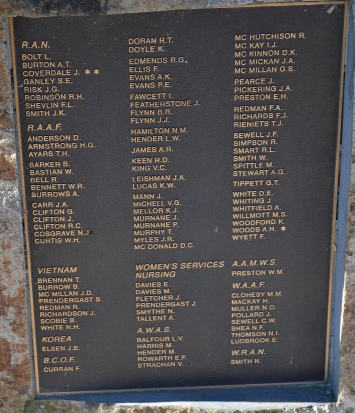 R.A.N.
BOLT L.
BURTON A.T.
COVERDALE J. * *
GANLEY S.E.
RISK J.G.
ROBINSON R.H.
SHEVLIN F.L.
SMITH J.K.
R.A.A.F.
ANDERSON D.
ARMSTRONG H.G.
AYARS T.H.
BARKER B.
BASTIAN W.
BELL R.
BENNETT W.R.
BURROWS A.
CARR J.A.
CLIFTON G.
CLIFTON J.
CLIFTON R.C.
COSGRAVE N.J.
CURTIS W.H.
DORAN R.T.
DOYLE K.
EDMENDS R.G.
ELLIS F.
EVANS A.K.
EVANS P.E.
FAWCETT I.
FEATHERSTONE J.
FLYNN B.R.
FLYNN J.J.
HAMILTON N.M.
HENDER L.W.
JAMES A.R.
KEEN R.D.
KING V.C.
LEISHMAN J.A.
LUCAS K.W.
MANN J.
MICHELL V.G.
MELLOR K.J.
MURNANE J.
MURNANE P.
MURPHY T.
MYLES J.R.
MC DONALD D.C.
MC HUTCHISON R.
MC KAY I.J.
MC KINNON D.K.
MC MICKAN J.A.
MC MILLAN G.S.
PEARCE J.
PICKERING J.A.
PRESTON E.H.
REDMAN F.A.
RICHARDS F.J.
RIENIETS T.J.
SEWELL J.F.
SIMPSON R.
SMART R.L.
SMITH W.
SPITTLE M.
STEWART A.G.
TIPPETT G.T.
WHITE D.E.
WHITING J.
WHITFIELD A.
WILLMOTT M.S.
WOODFORD K.
WOODS A.H. *
WYETT F.
VIETNAM
BRENNAN T.
BURROW B.
MC MILLAN J.D.
PRENDERGAST S.
REDMAN R.
RICHARDSON J.
SCOBIE B.
WHITE N.H.
KOREA
ELSEN J.B.
B.C.O.F.
CURRAN F.
WOMEN'S SERVICES
NURSING
DAVIES E.
DAVIES M.
FLETCHER J.
PRENDERGAST J.
SMYTHE N.
TALLENT A.
A.W.A.S.
BALFOUR L.V.
HARRIS M.
HENDER M.
ROWARTH E.F.
STRACHAN V.
A.A.M.W.S.
PRESTON W.M.
W.A.A.F.
CLOHESY M.M.
MACKAY H.
MULLER N.O.
POLLARD J.
SEWELL C.W.
SHEA N.F.
THOMSON N.I.
LUDBROOK E.
W.R.A.N.
SMITH N.